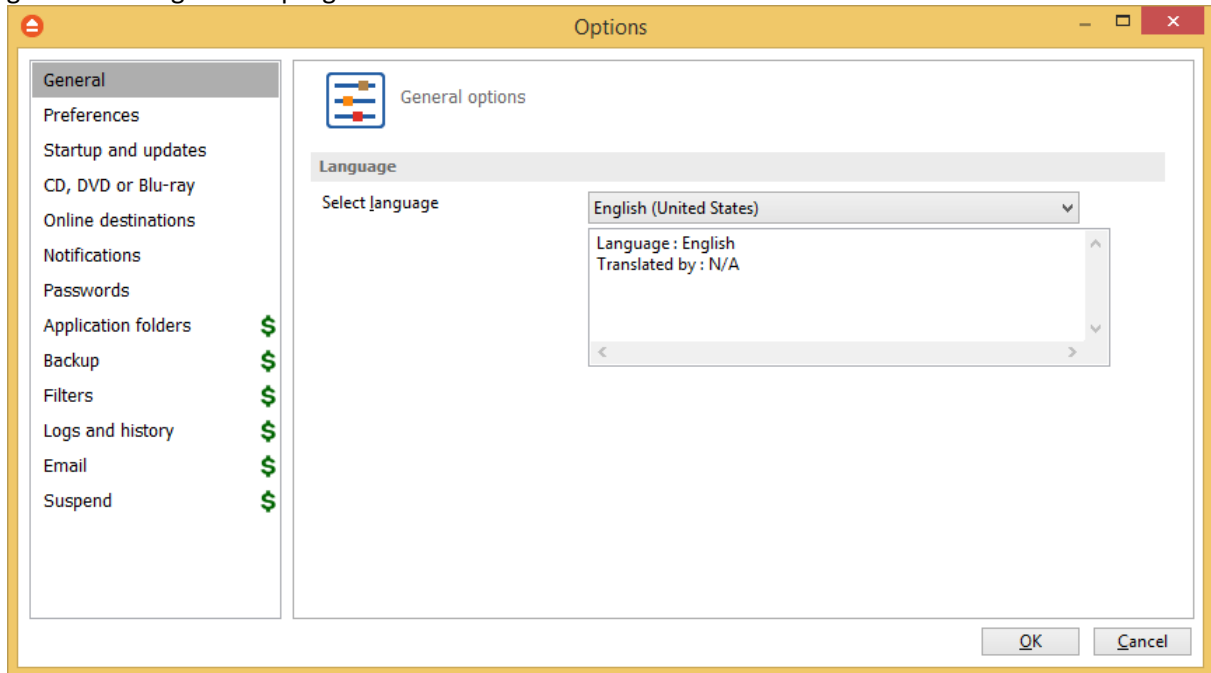 Options
General
Preferences
Startup and updates
CD, DVD or Blu-ray
Online destinations
Notifications
Passwords
Application folders $
Backup $
Filters $
Logs and history $
Email $
Suspend $
General options
Language
Select language
English (United States)
Language : English
Translated by : N/A
OK
Cancel